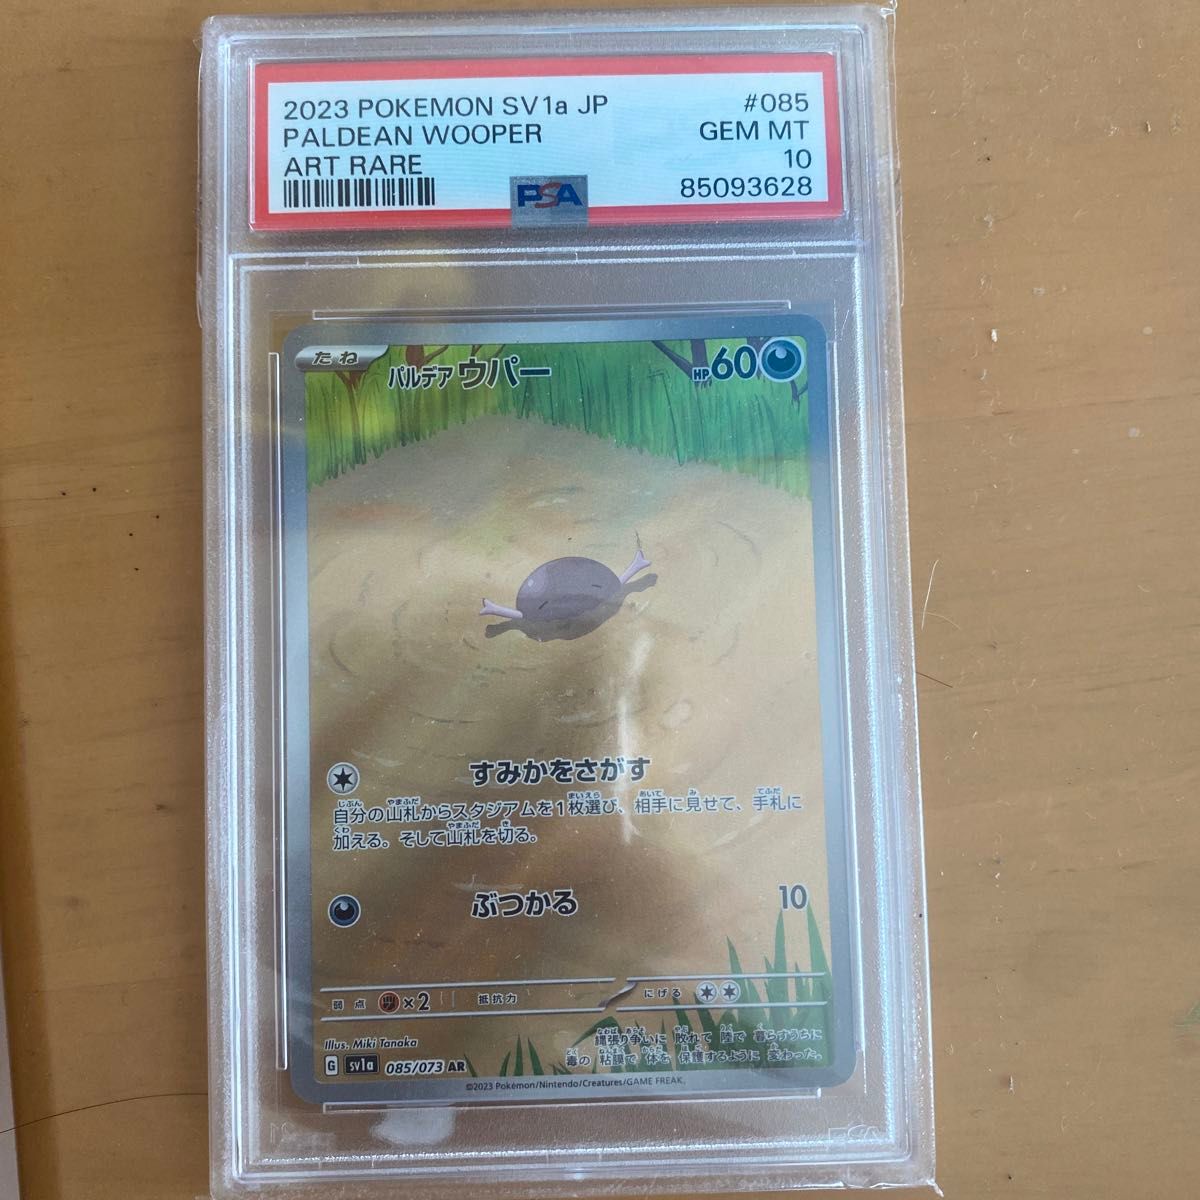 2023 POKEMON SV1a JP #085
PALDEAN WOOPER GEM MT
ART RARE 10
PSA 85093628
たね パルデア ウパー HP60
すみかをさがす
自分の山札からスタジアムを1枚選び、相手に見せて、手札に
加える。そして山札を切る。
ぶつかる 10
弱点 ×2 抵抗力 にげる
Illus. Miki Tanaka
縄張り争いに 敗れて 陸で 暮らすうちに
毒の 粘膜で 体を 保護するように 変わった。
G sv1a 085/073 AR
©2023 Pokémon/Nintendo/Creatures/GAME FREAK.